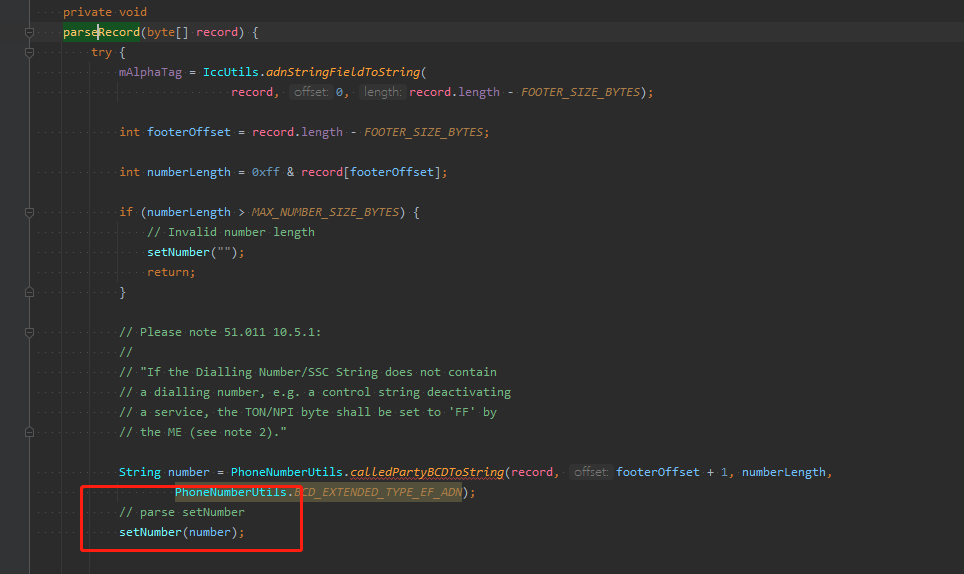 private void
parseRecord(byte[] record) {
try {
mAlphaTag = IccUtils.adnStringFieldToString(
record, offset: 0, length: record.length - FOOTER_SIZE_BYTES);
int footerOffset = record.length - FOOTER_SIZE_BYTES;
int numberLength = 0xff & record[footerOffset];
if (numberLength > MAX_NUMBER_SIZE_BYTES) {
// Invalid number length
setNumber("");
return;
}
// Please note 51.011 10.5.1:
//
// "If the Dialling Number/SSC String does not contain
// a dialling number, e.g. a control string deactivating
// a service, the TON/NPI byte shall be set to 'FF' by
// the ME (see note 2)."
String number = PhoneNumberUtils.calledPartyBCDToString(record, offset: footerOffset + 1, numberLength,
PhoneNumberUtils.BCD_EXTENDED_TYPE_EF_ADN);
// parse setNumber
setNumber(number);